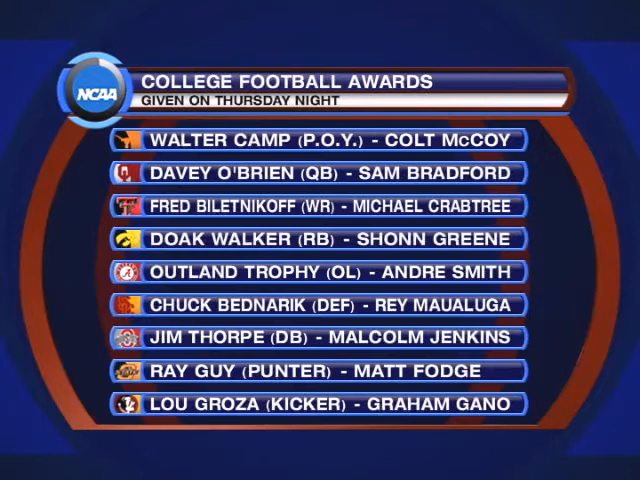 NCAA
COLLEGE FOOTBALL AWARDS
GIVEN ON THURSDAY NIGHT
WALTER CAMP (P.O.Y.) - COLT McCOY
DAVEY O'BRIEN (QB) - SAM BRADFORD
FRED BILETNIKOFF (WR) - MICHAEL CRABTREE
DOAK WALKER (RB) - SHONN GREENE
OUTLAND TROPHY (OL) - ANDRE SMITH
CHUCK BEDNARIK (DEF) - REY MAUALUGA
JIM THORPE (DB) - MALCOLM JENKINS
RAY GUY (PUNTER) - MATT FODGE
LOU GROZA (KICKER) - GRAHAM GANO